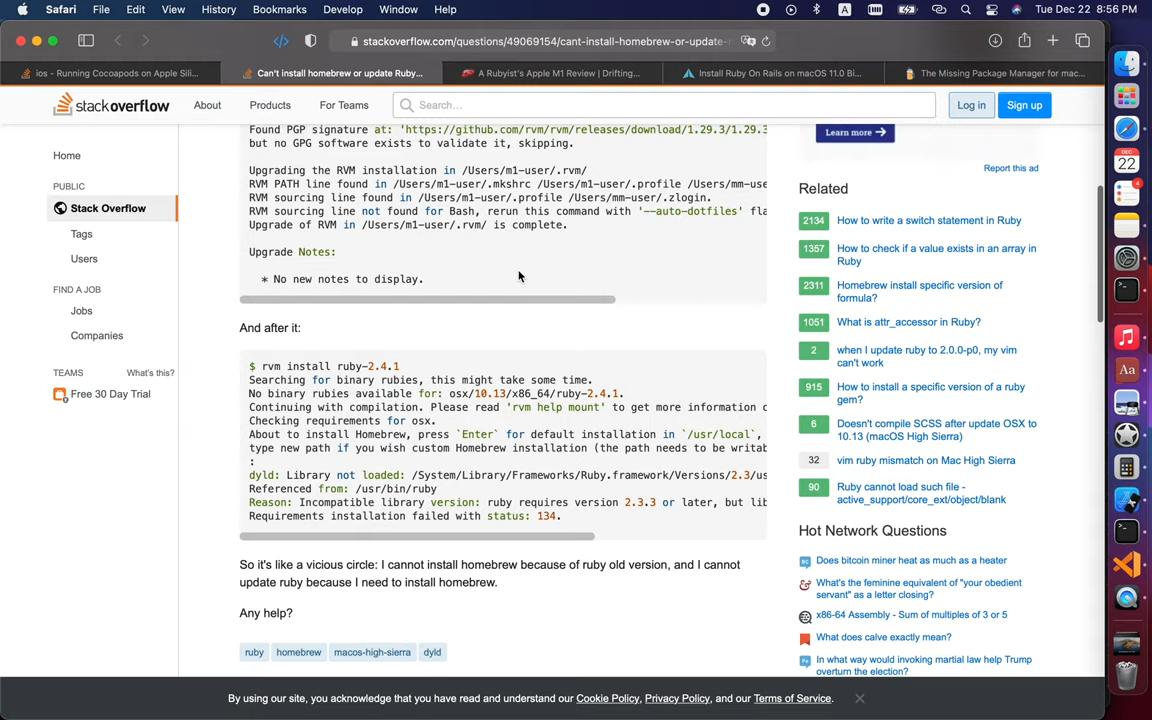 Safari File Edit View History Bookmarks Develop Window Help
A
Tue Dec 22 8:56 PM
stackoverflow.com/questions/49069154/cant-install-homebrew-or-update-
ios - Running Cocoapods on Apple Sili...
Can't install homebrew or update Ruby...
A Rubyist's Apple M1 Review | Drifting...
Install Ruby On Rails on macOS 11.0 Bi...
The Missing Package Manager for mac...
stackoverflow
About
Products
For Teams
Search...
Log in
Sign up
Home
PUBLIC
Stack Overflow
Tags
Users
FIND A JOB
Jobs
Companies
TEAMS
What's this?
Free 30 Day Trial
Found PGP signature at: 'https://github.com/rvm/rvm/releases/download/1.29.3/1.29.3
but no GPG software exists to validate it, skipping.
Upgrading the RVM installation in /Users/m1-user/.rvm/
RVM PATH line found in /Users/m1-user/.mkshrc /Users/m1-user/.profile /Users/mm-use
RVM sourcing line found in /Users/m1-user/.profile /Users/mm-user/.zlogin.
RVM sourcing line not found for Bash, rerun this command with '--auto-dotfiles' fla
Upgrade of RVM in /Users/m1-user/.rvm/ is complete.
Upgrade Notes:
* No new notes to display.
And after it:
$ rvm install ruby-2.4.1
Searching for binary rubies, this might take some time.
No binary rubies available for: osx/10.13/x86_64/ruby-2.4.1.
Continuing with compilation. Please read 'rvm help mount' to get more information o
Checking requirements for osx.
About to install Homebrew, press `Enter` for default installation in `/usr/local`,
type new path if you wish custom Homebrew installation (the path needs to be writab
:
dyld: Library not loaded: /System/Library/Frameworks/Ruby.framework/Versions/2.3/us
Referenced from: /usr/bin/ruby
Reason: Incompatible library version: ruby requires version 2.3.3 or later, but lib
Requirements installation failed with status: 134.
So it's like a vicious circle: I cannot install homebrew because of ruby old version, and I cannot
update ruby because I need to install homebrew.
Any help?
ruby homebrew macos-high-sierra dyld
Learn more →
Report this ad
Related
2134 How to write a switch statement in Ruby
1357 How to check if a value exists in an array in
Ruby
2311 Homebrew install specific version of
formula?
1051 What is attr_accessor in Ruby?
2 when I update ruby to 2.0.0-p0, my vim
can't work
915 How to install a specific version of a ruby
gem?
6 Doesn't compile SCSS after update OSX to
10.13 (macOS High Sierra)
32 vim ruby mismatch on Mac High Sierra
90 Ruby cannot load such file -
active_support/core_ext/object/blank
Hot Network Questions
Does bitcoin miner heat as much as a heater
What's the feminine equivalent of "your obedient
servant" as a letter closing?
x86-64 Assembly - Sum of multiples of 3 or 5
What does calve exactly mean?
In what way would invoking martial law help Trump
overturn the election?
By using our site, you acknowledge that you have read and understand our Cookie Policy, Privacy Policy, and our Terms of Service.
DEC
22
4
Aa